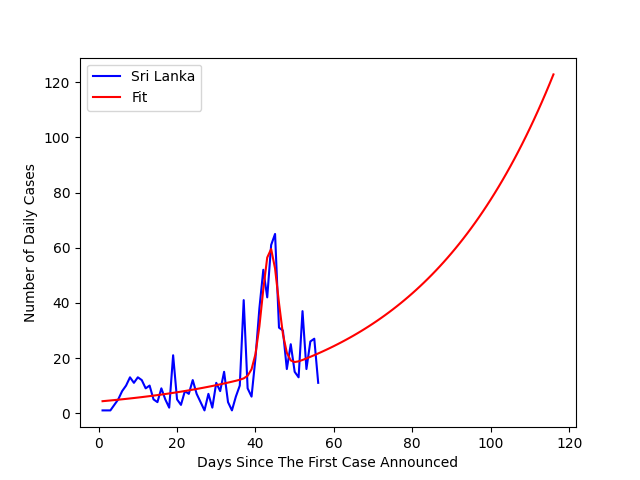 Sri Lanka
Fit
Number of Daily Cases
120
100
80
60
40
20
0
0 20 40 60 80 100 120
Days Since The First Case Announced